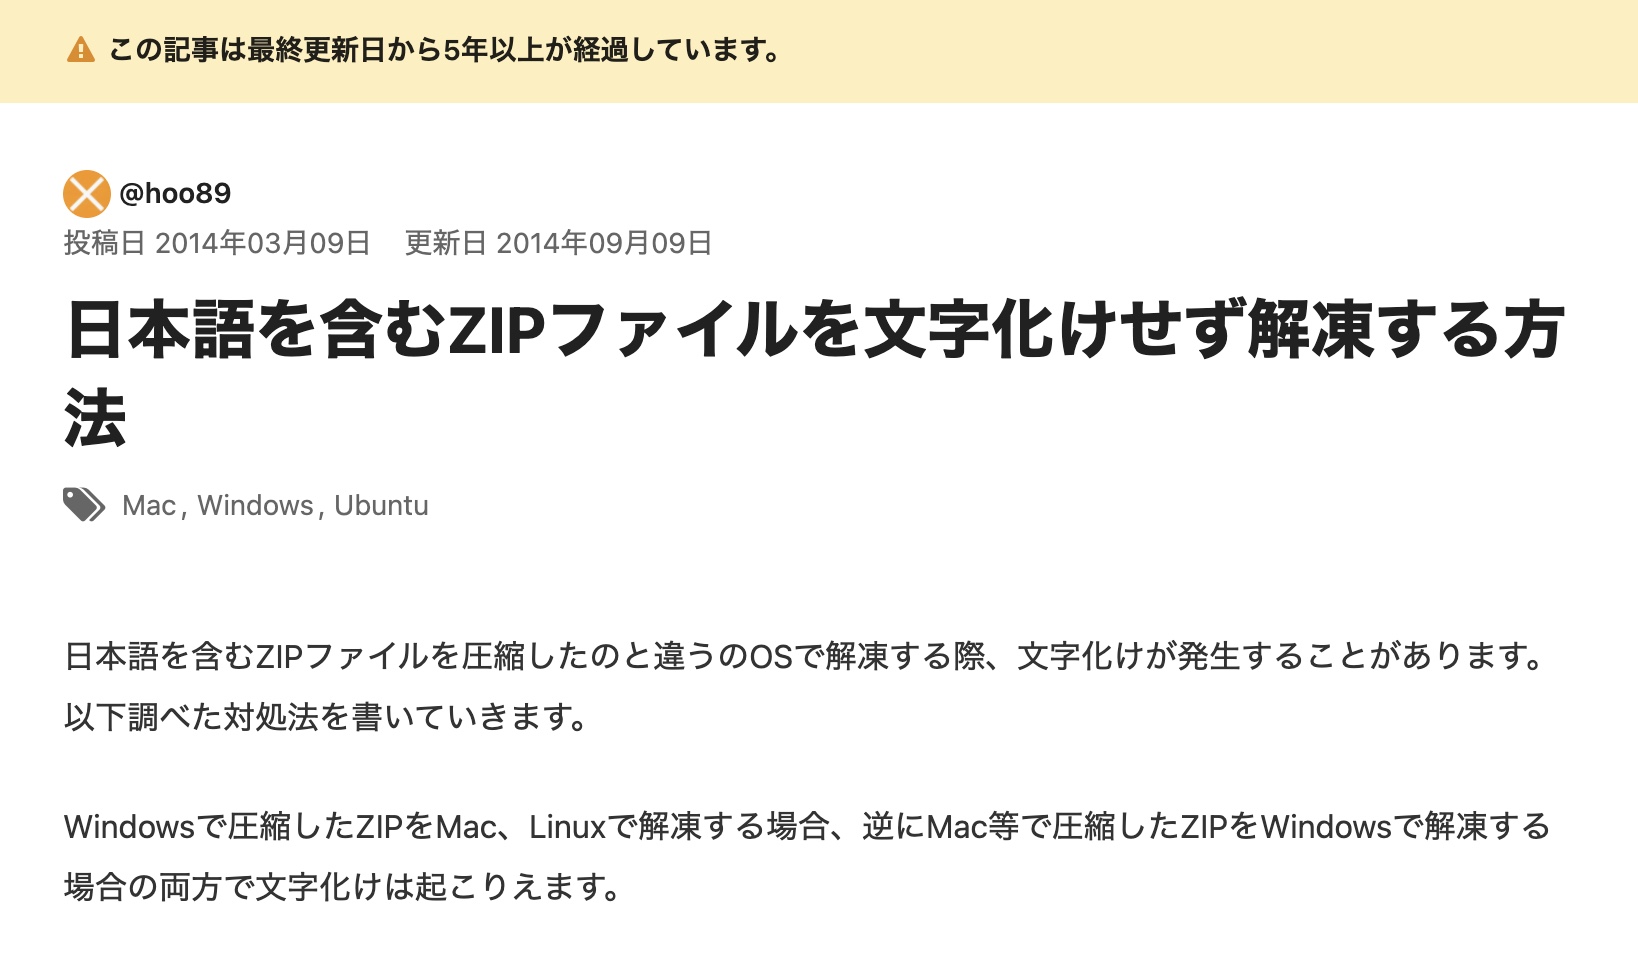 この記事は最終更新日から5年以上が経過しています。
@hoo89
投稿日 2014年03月09日 更新日 2014年09月09日
日本語を含むZIPファイルを文字化けせず解凍する方
法
Mac, Windows, Ubuntu
日本語を含むZIPファイルを圧縮したのと違うのOSで解凍する際、文字化けが発生することがあります。
以下調べた対処法を書いていきます。
Windowsで圧縮したZIPをMac、Linuxで解凍する場合、逆にMac等で圧縮したZIPをWindowsで解凍する
場合の両方で文字化けは起こりえます。